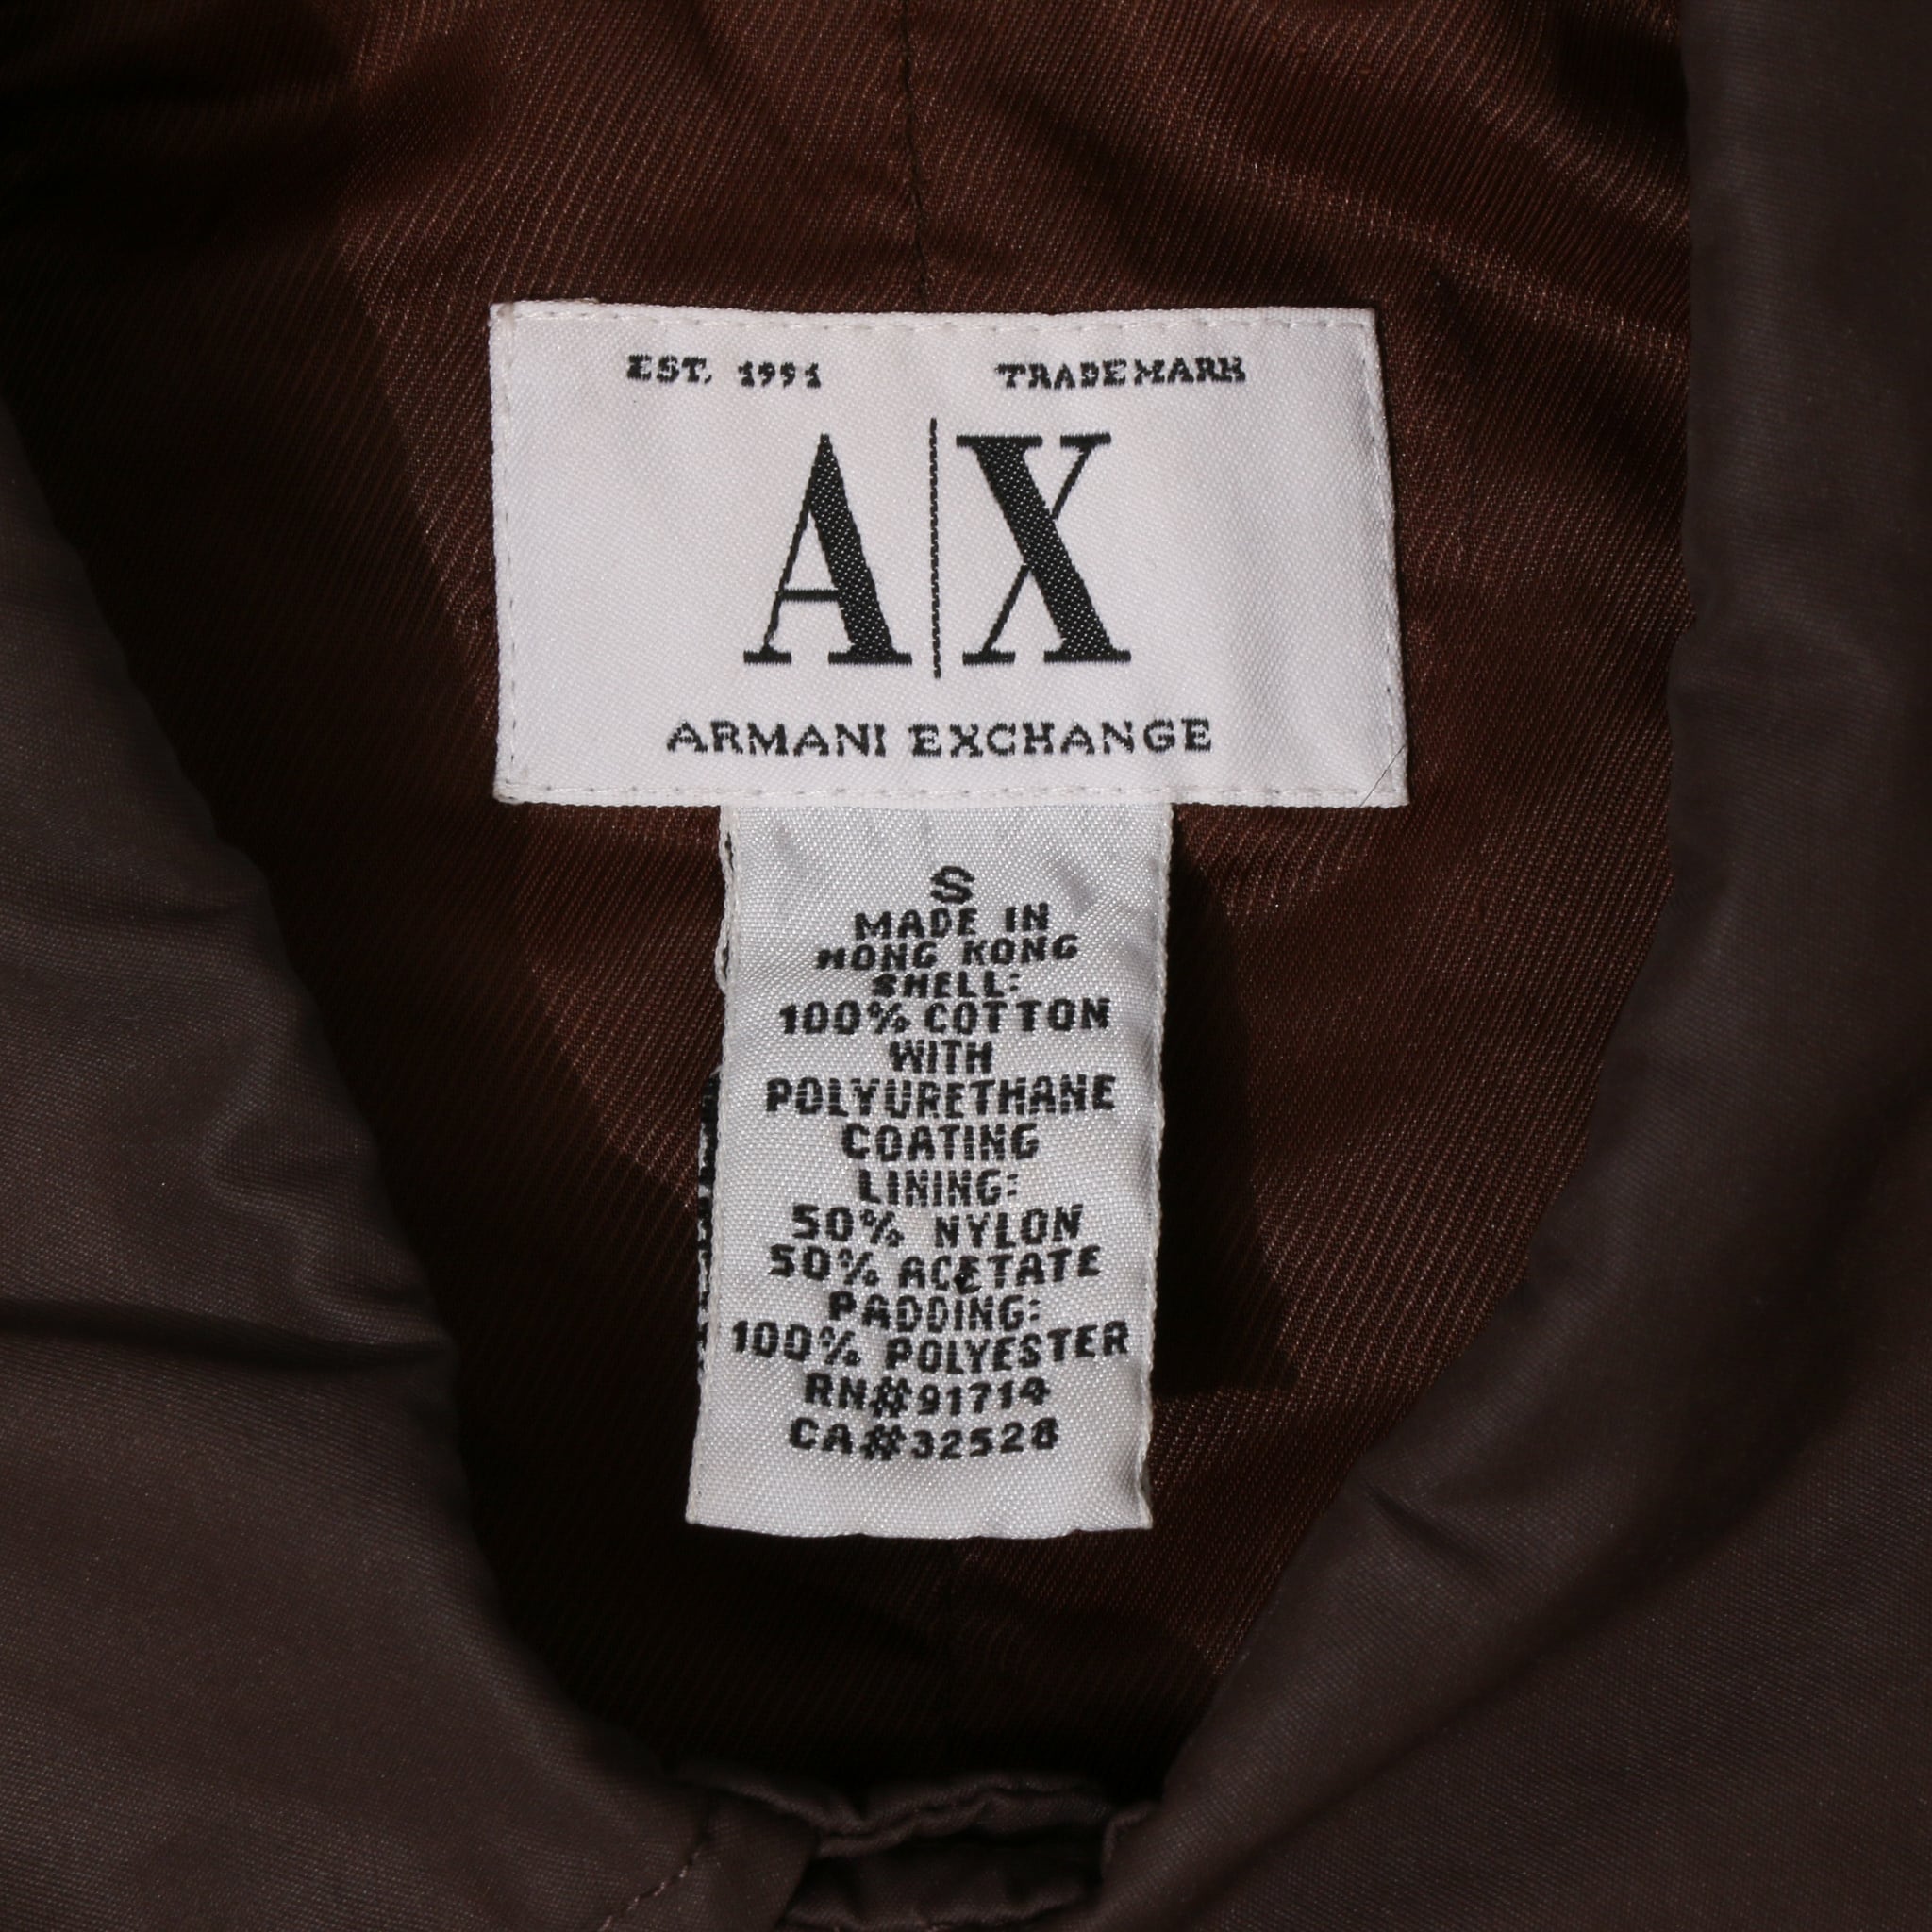 EST. 1991 TRADEMARK
A|X
ARMANI EXCHANGE
S
MADE IN
HONG KONG
SHELL:
100% COTTON
WITH
POLYURETHANE
COATING
LINING:
50% NYLON
50% ACETATE
PADDING:
100% POLYESTER
RN#91714
CA#32528